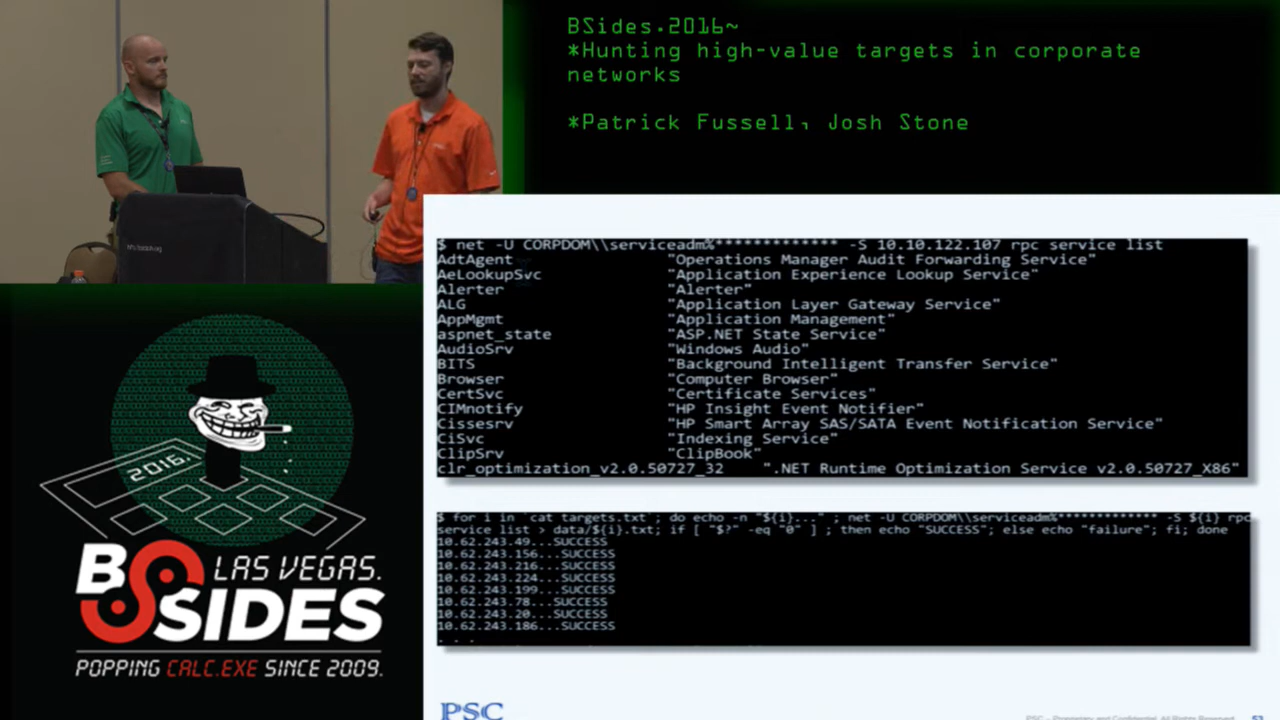 BSides.2016~
*Hunting high-value targets in corporate
networks
*Patrick Fussell, Josh Stone
$ net -U CORPDOM\\serviceadm%************* -S 10.10.122.107 rpc service list
AdtAgent "Operations Manager Audit Forwarding Service"
AeLookupSvc "Application Experience Lookup Service"
Alerter "Alerter"
ALG "Application Layer Gateway Service"
AppMgmt "Application Management"
aspnet_state "ASP.NET State Service"
AudioSrv "Windows Audio"
BITS "Background Intelligent Transfer Service"
Browser "Computer Browser"
CertSvc "Certificate Services"
CIMnotify "HP Insight Event Notifier"
Cissesrv "HP Smart Array SAS/SATA Event Notification Service"
CiSvc "Indexing Service"
ClipSrv "ClipBook"
clr_optimization_v2.0.50727_32 ".NET Runtime Optimization Service v2.0.50727_X86"
$ for i in `cat targets.txt`; do echo -n "${i}..." ; net -U CORPDOM\\serviceadm%************* -S ${i} rpc
service list > data/${i}.txt; if [ "$?" -eq "0" ] ; then echo "SUCCESS"; else echo "failure"; fi; done
10.62.243.49...SUCCESS
10.62.243.156...SUCCESS
10.62.243.216...SUCCESS
10.62.243.224...SUCCESS
10.62.243.199...SUCCESS
10.62.243.78...SUCCESS
10.62.243.20...SUCCESS
10.62.243.186...SUCCESS
. . .
PSC
PSC – Proprietary and Confidential. All Rights Reserved. 53
2016.
BSIDES LAS VEGAS.
POPPING CALC.EXE SINCE 2009.